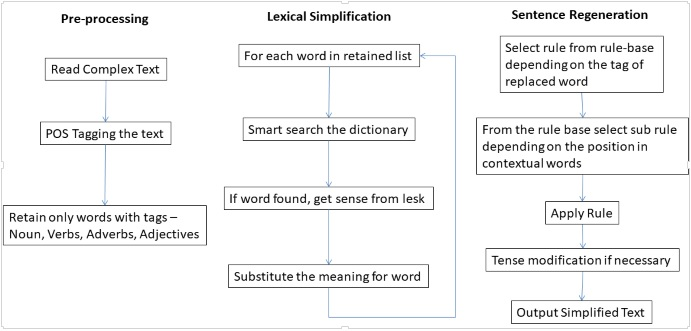 Pre-processing
Read Complex Text
POS Tagging the text
Retain only words with tags –
Noun, Verbs, Adverbs, Adjectives
Lexical Simplification
For each word in retained list
Smart search the dictionary
If word found, get sense from lesk
Substitute the meaning for word
Sentence Regeneration
Select rule from rule-base
depending on the tag of
replaced word
From the rule base select sub rule
depending on the position in
contextual words
Apply Rule
Tense modification if necessary
Output Simplified Text